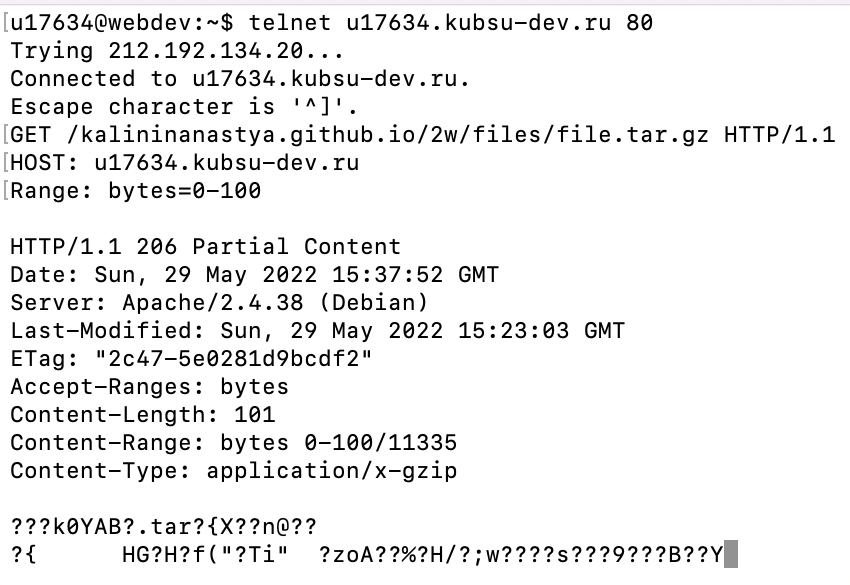 [u17634@webdev:~$ telnet u17634.kubsu-dev.ru 80
Trying 212.192.134.20...
Connected to u17634.kubsu-dev.ru.
Escape character is '^]'.
[GET /kalininanastya.github.io/2w/files/file.tar.gz HTTP/1.1
[HOST: u17634.kubsu-dev.ru
[Range: bytes=0-100
HTTP/1.1 206 Partial Content
Date: Sun, 29 May 2022 15:37:52 GMT
Server: Apache/2.4.38 (Debian)
Last-Modified: Sun, 29 May 2022 15:23:03 GMT
ETag: "2c47-5e0281d9bcdf2"
Accept-Ranges: bytes
Content-Length: 101
Content-Range: bytes 0-100/11335
Content-Type: application/x-gzip
???k0YAB?.tar?{X??n@??
?{      HG?H?f("?Ti"  ?zoA??%?H/?;w????s???9???B??Y